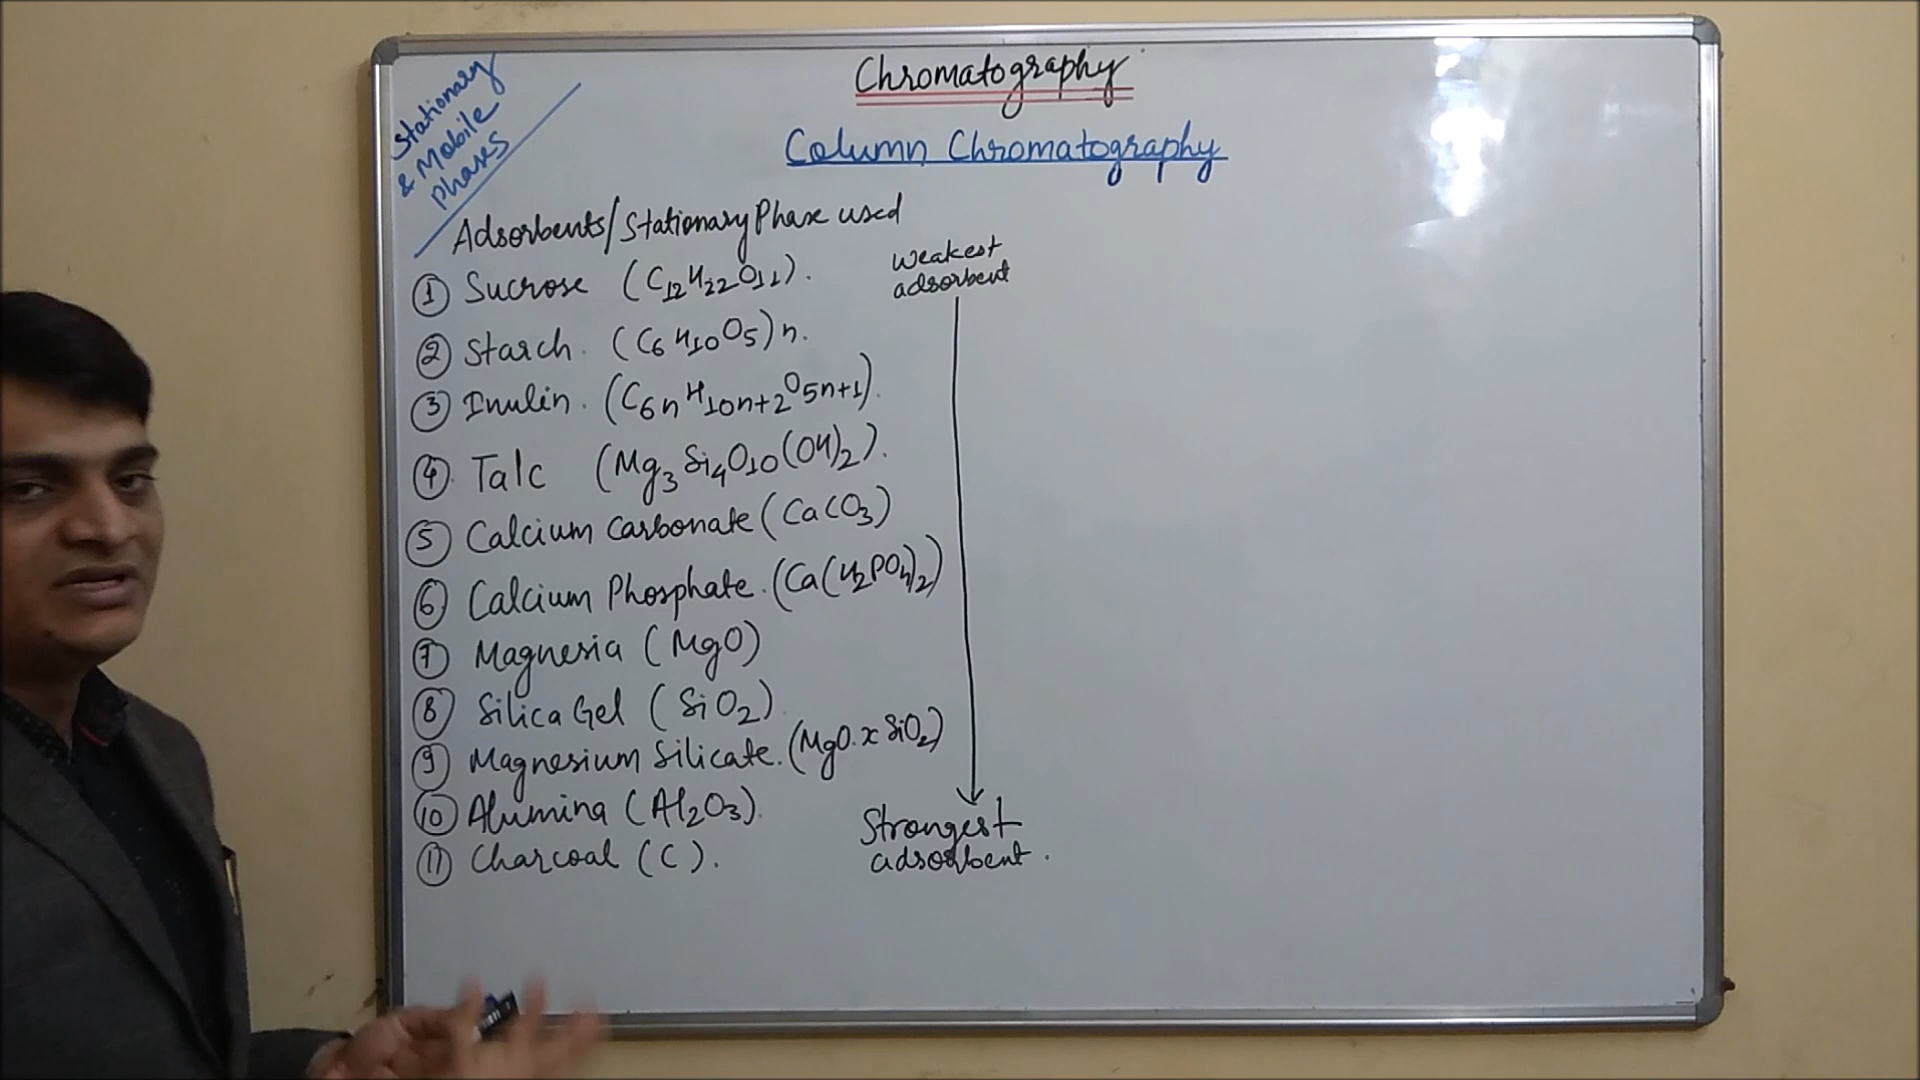 Chromatography
Stationary
& Mobile
Phases
Column Chromatography
Adsorbents/Stationary Phase used
① Sucrose (C₁₂H₂₂O₁₁).
② Starch. (C₆H₁₀O₅)n.
③ Inulin. (C₆nH₁₀n+₂O₅n+₁).
④. Talc (Mg₃Si₄O₁₀(OH)₂).
⑤ Calcium Carbonate (CaCO₃)
⑥ Calcium Phosphate. (Ca(H₂PO₄)₂)
⑦ Magnesia (MgO)
⑧ Silica Gel (SiO₂)
⑨ Magnesium Silicate. (MgO.x SiO₂)
⑩ Alumina (Al₂O₃).
⑪ Charcoal (C).
Weakest
adsorbent
Strongest
adsorbent.